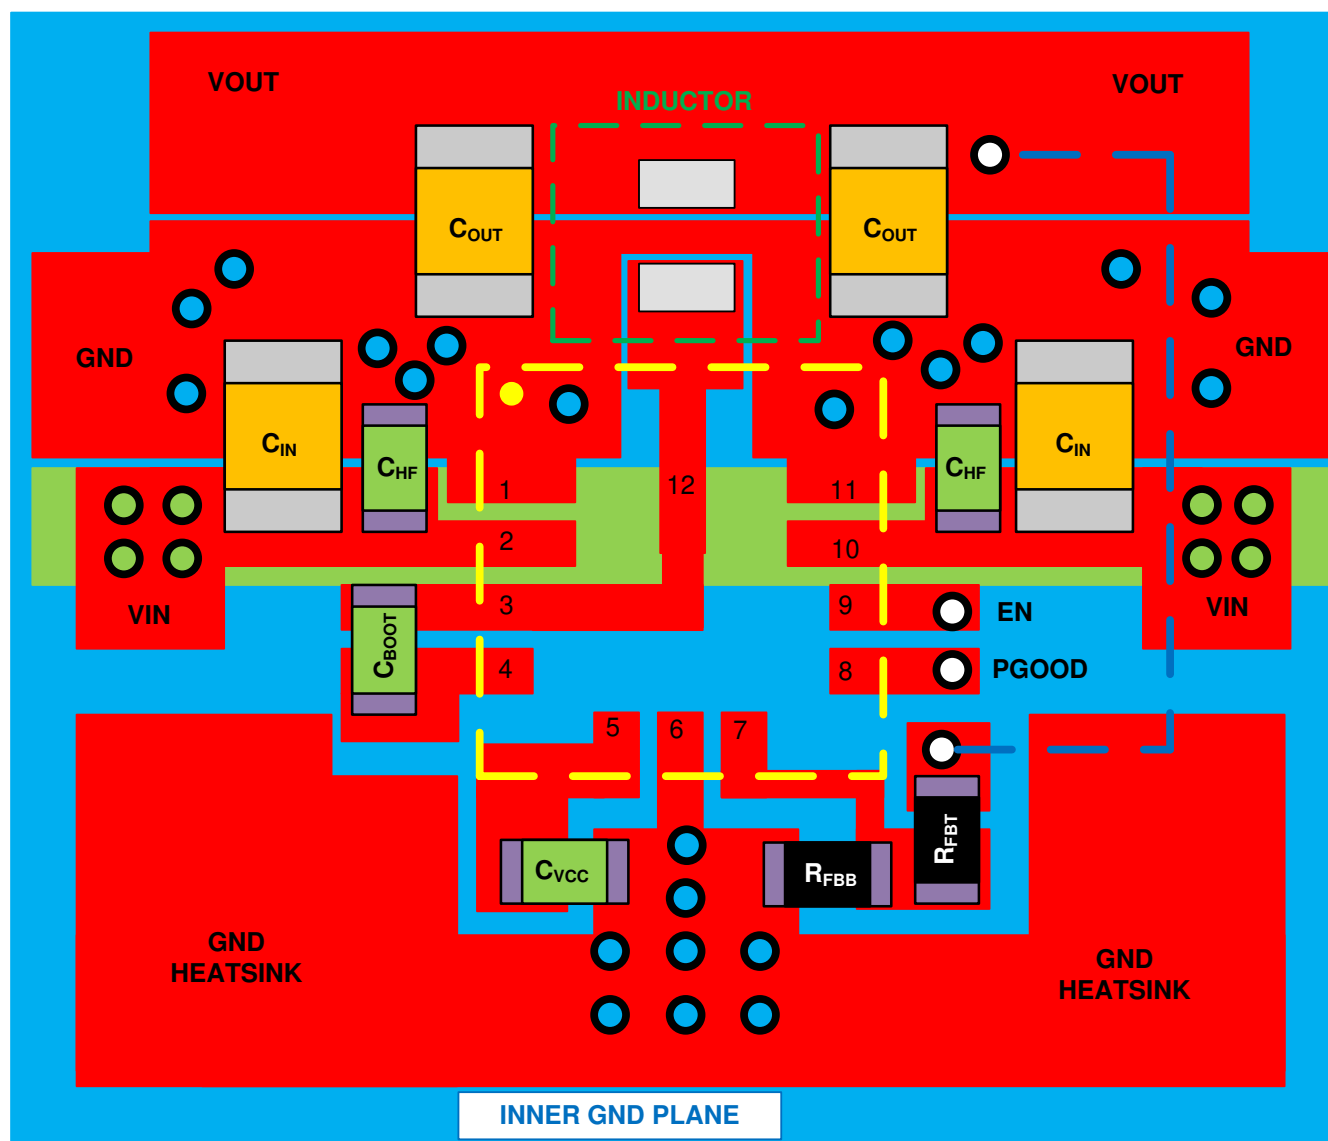 VOUT
VOUT
INDUCTOR
COUT
COUT
GND
GND
CIN
CHF
CHF
CIN
1
12
11
2
10
VIN
3
9
EN
VIN
CBOOT
4
8
PGOOD
5
6
7
CVCC
RFBB
RFBT
GND
HEATSINK
GND
HEATSINK
INNER GND PLANE